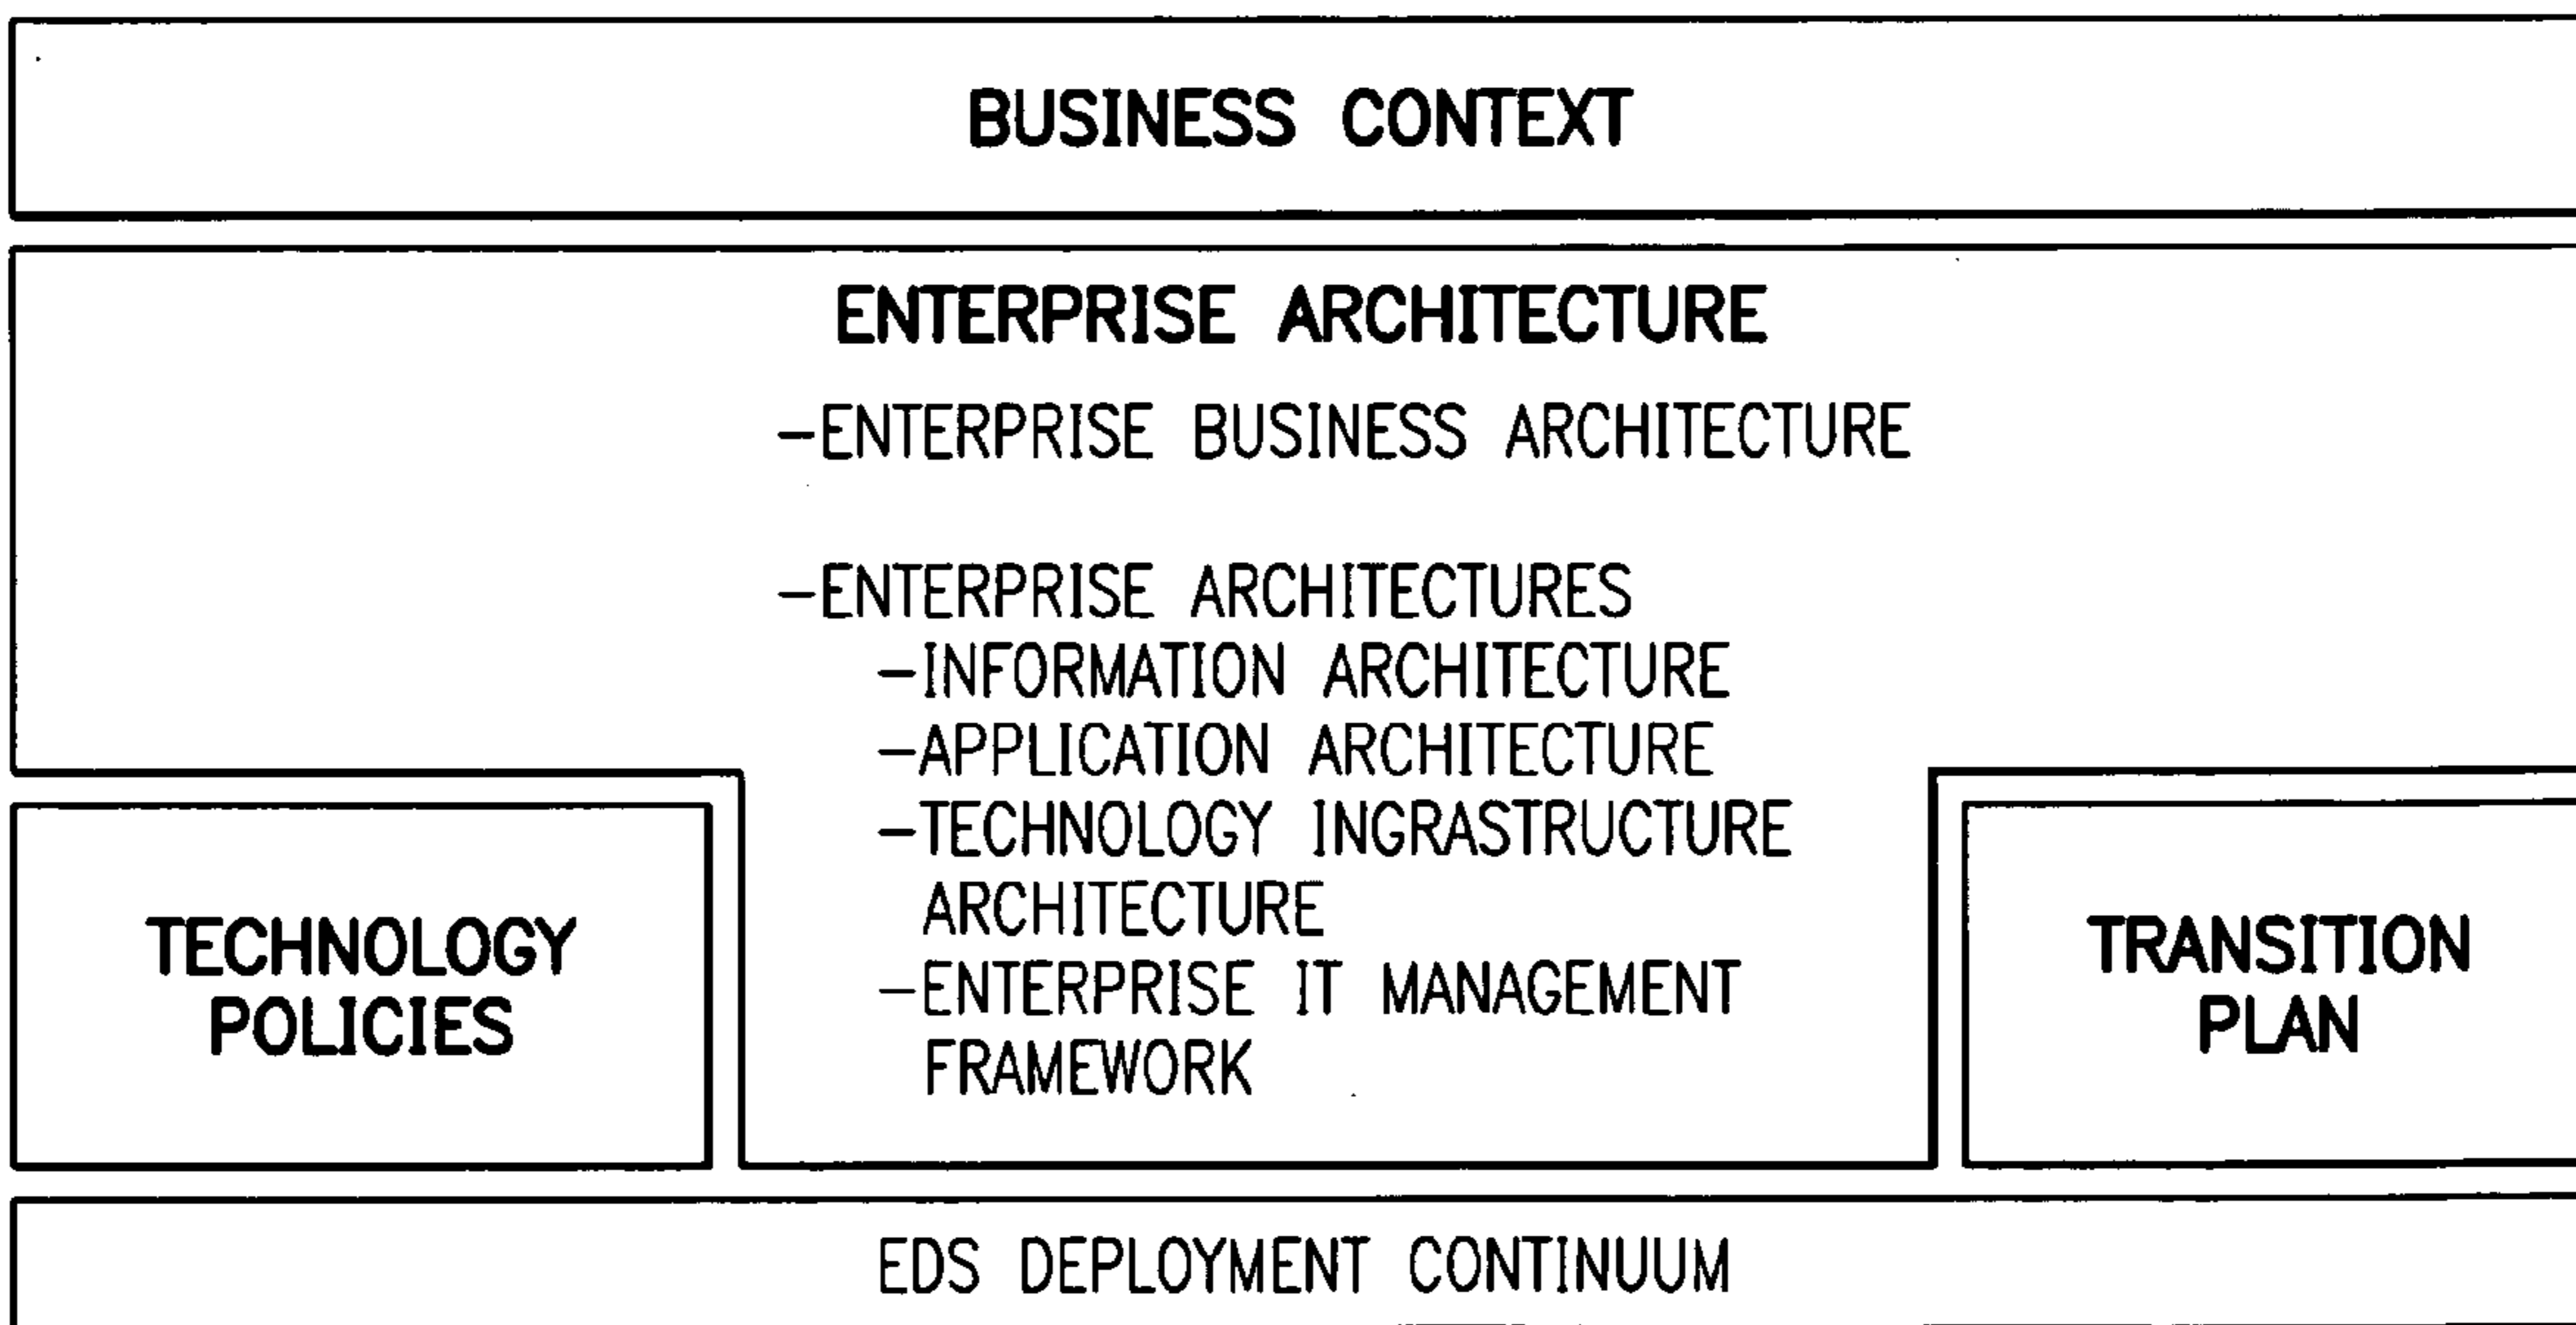 BUSINESS CONTEXT
ENTERPRISE ARCHITECTURE
–ENTERPRISE BUSINESS ARCHITECTURE
–ENTERPRISE ARCHITECTURES
–INFORMATION ARCHITECTURE
–APPLICATION ARCHITECTURE
–TECHNOLOGY INGRASTRUCTURE
ARCHITECTURE
–ENTERPRISE IT MANAGEMENT
FRAMEWORK
TECHNOLOGY
POLICIES
TRANSITION
PLAN
EDS DEPLOYMENT CONTINUUM